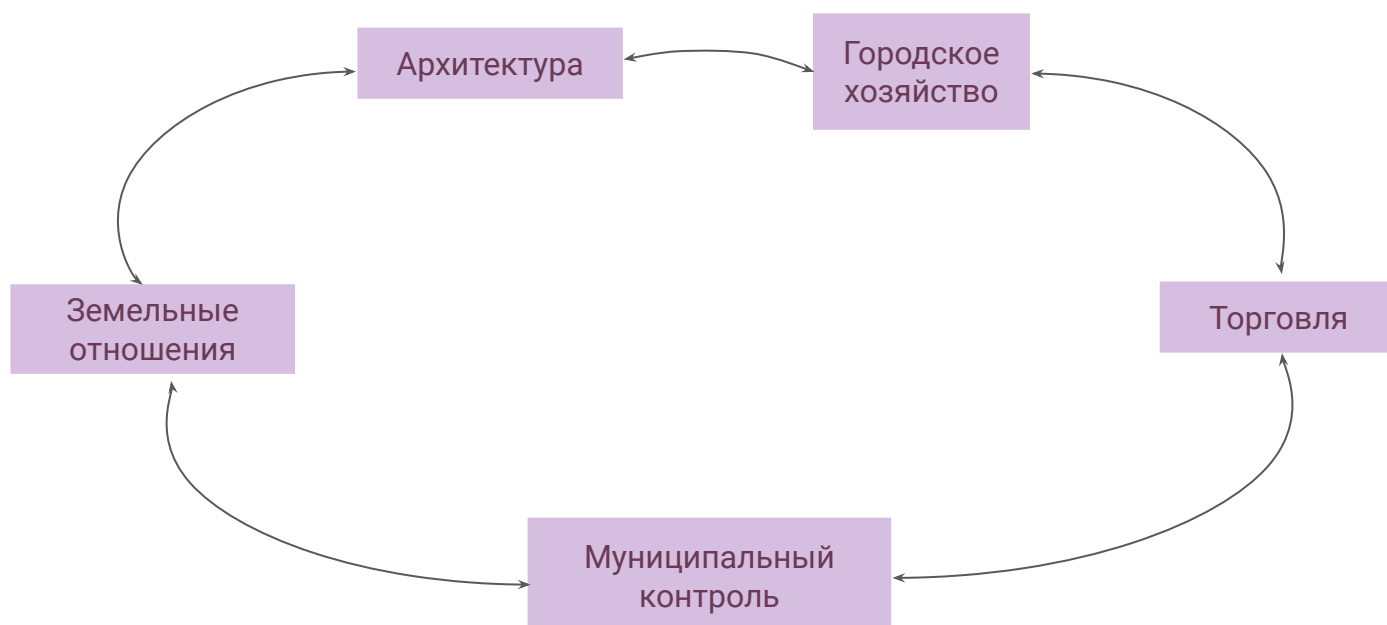 Архитектура
Городское
хозяйство
Земельные
отношения
Торговля
Муниципальный
контроль